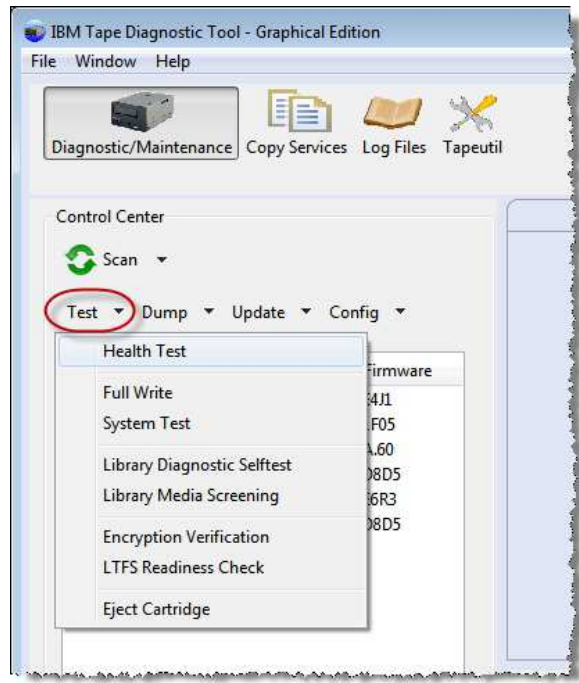 IBM Tape Diagnostic Tool - Graphical Edition
File Window Help
Diagnostic/Maintenance Copy Services Log Files Tapeutil
Control Center
Scan
Test Dump Update Config
Health Test
Firmware
Full Write
System Test
Library Diagnostic Selftest
Library Media Screening
Encryption Verification
LTFS Readiness Check
Eject Cartridge